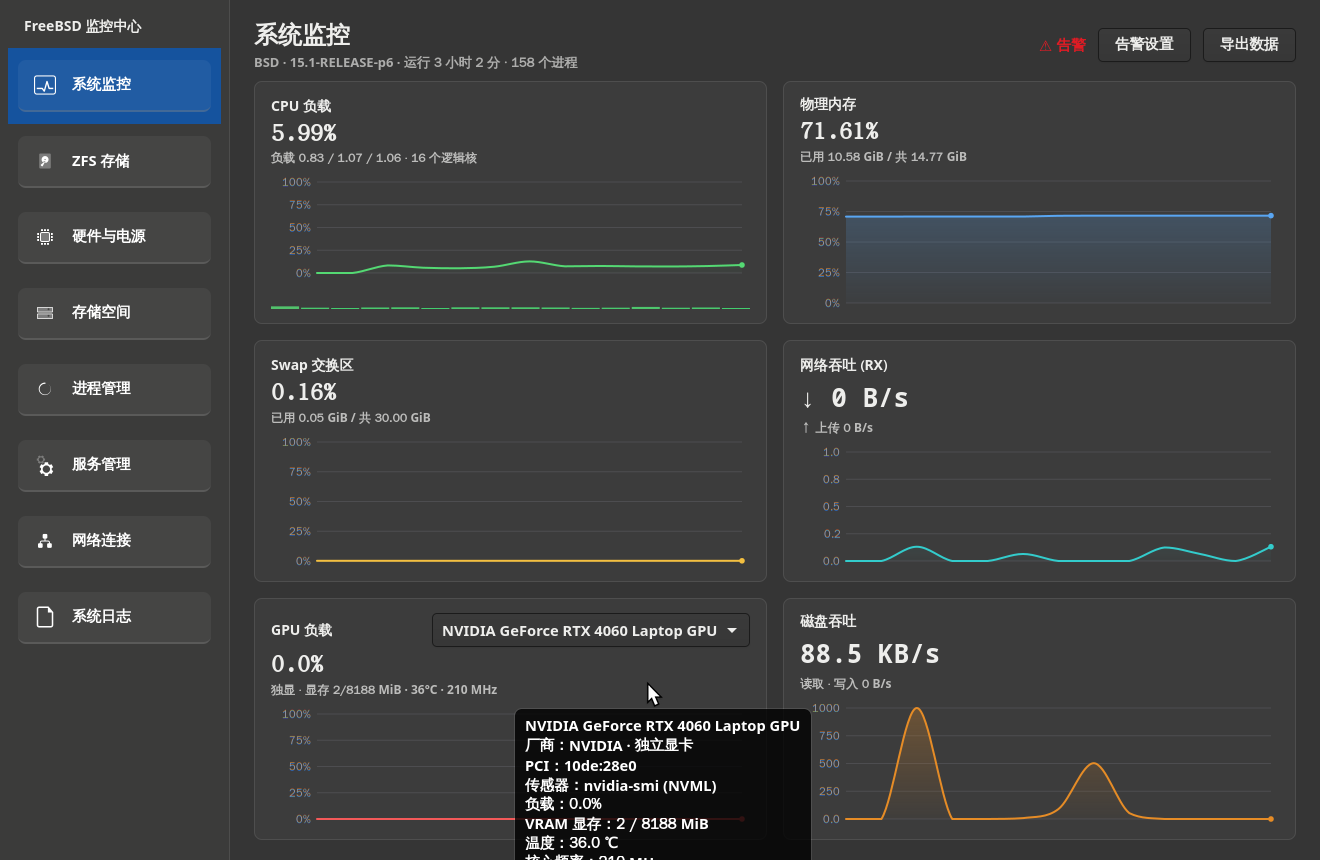 FreeBSD 监控中心
系统监控
ZFS 存储
硬件与电源
存储空间
进程管理
服务管理
网络连接
系统日志
系统监控
BSD · 15.1-RELEASE-p6 · 运行 3 小时 2 分 · 158 个进程
⚠ 告警
告警设置
导出数据
CPU 负载
5.99%
负载 0.83 / 1.07 / 1.06 · 16 个逻辑核
100%
75%
50%
25%
0%
物理内存
71.61%
已用 10.58 GiB / 共 14.77 GiB
100%
75%
50%
25%
0%
Swap 交换区
0.16%
已用 0.05 GiB / 共 30.00 GiB
100%
75%
50%
25%
0%
网络吞吐 (RX)
↓ 0 B/s
↑ 上传 0 B/s
1.0
0.8
0.5
0.2
0.0
GPU 负载
NVIDIA GeForce RTX 4060 Laptop GPU
0.0%
独显 · 显存 2/8188 MiB · 36°C · 210 MHz
100%
75%
50%
25%
0%
NVIDIA GeForce RTX 4060 Laptop GPU
厂商：NVIDIA · 独立显卡
PCI：10de:28e0
传感器：nvidia-smi (NVML)
负载：0.0%
VRAM 显存：2 / 8188 MiB
温度：36.0 ℃
核心频率：210 MHz
磁盘吞吐
88.5 KB/s
读取 · 写入 0 B/s
1000
750
500
250
0.0